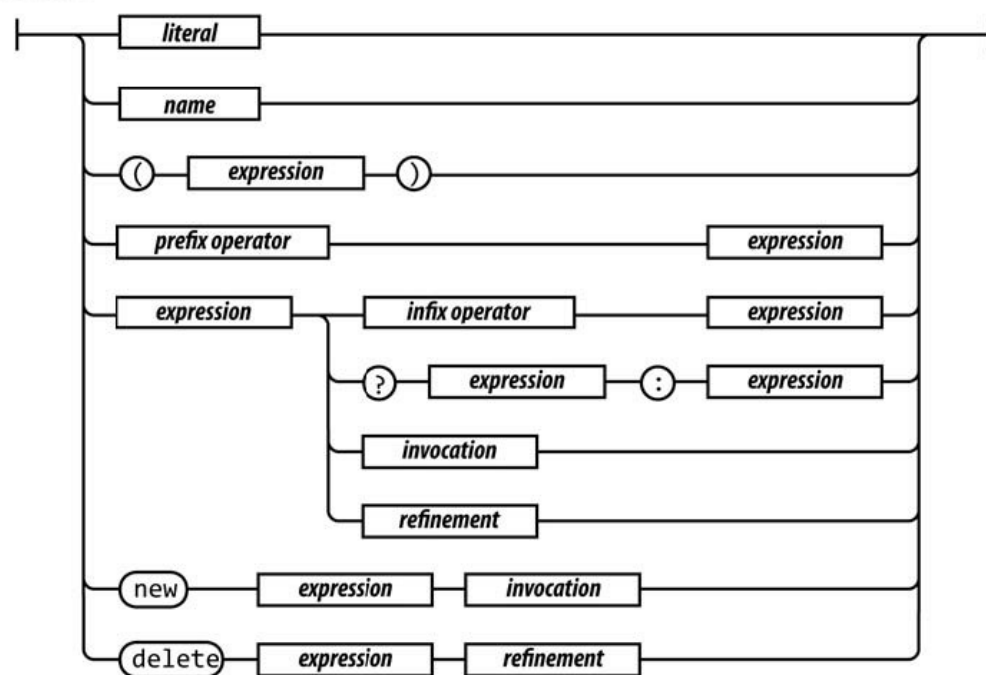 literal
name
( expression )
prefix operator expression
expression infix operator expression
? expression : expression
invocation
refinement
new expression invocation
delete expression refinement